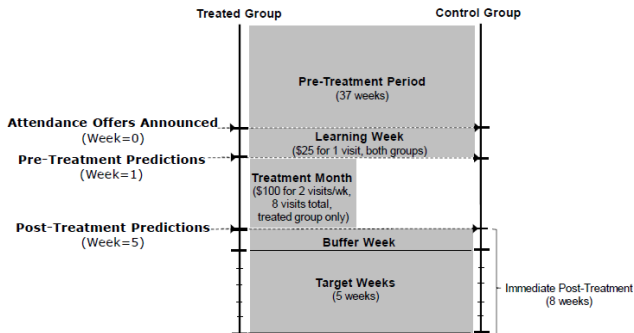 Treated Group
Control Group
Pre-Treatment Period
(37 weeks)
Attendance Offers Announced
(Week=0)
Learning Week
($25 for 1 visit, both groups)
Pre-Treatment Predictions
(Week=1)
Treatment Month
($100 for 2 visits/wk,
8 visits total,
treated group only)
Post-Treatment Predictions
(Week=5)
Buffer Week
Target Weeks
(5 weeks)
Immediate Post-Treatment
(8 weeks)